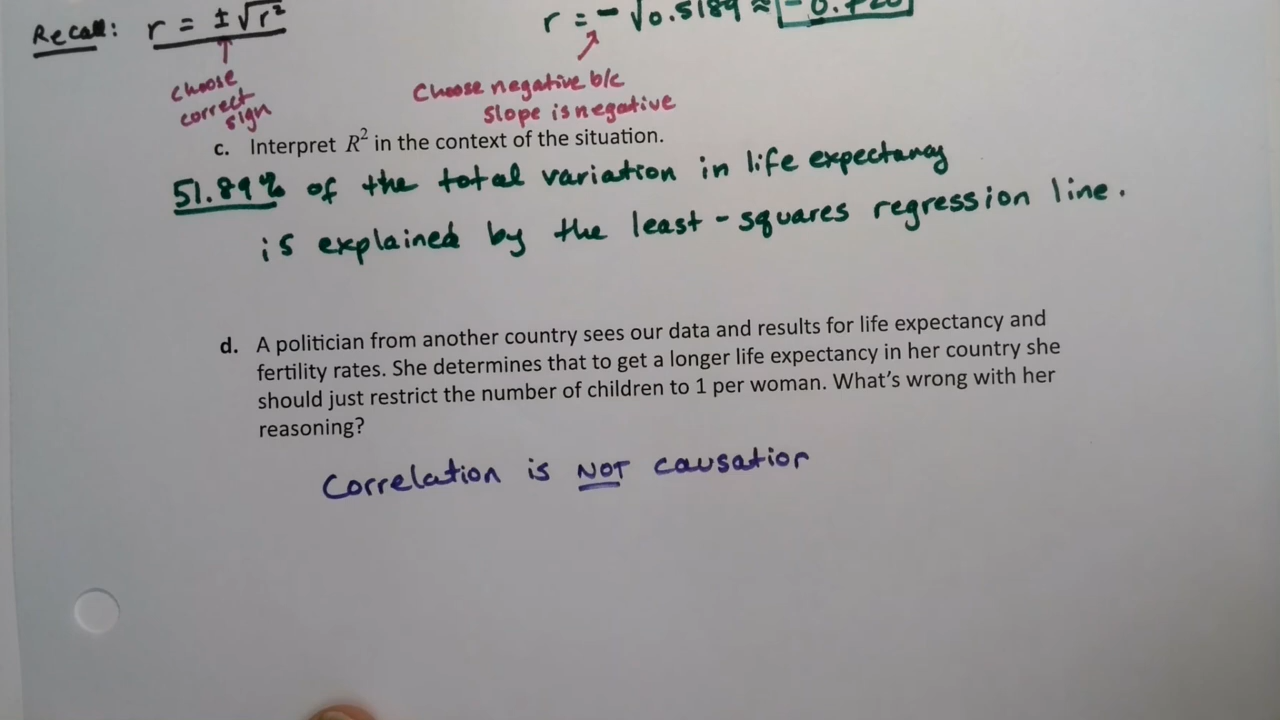 Recall: r = ±√r² r = -√0.5189 ≈
choose
correct
sign
Choose negative b/c
slope is negative
c. Interpret R² in the context of the situation.
51.89% of the total variation in life expectancy
is explained by the least-squares regression line.
d. A politician from another country sees our data and results for life expectancy and
fertility rates. She determines that to get a longer life expectancy in her country she
should just restrict the number of children to 1 per woman. What's wrong with her
reasoning?
Correlation is NOT causation